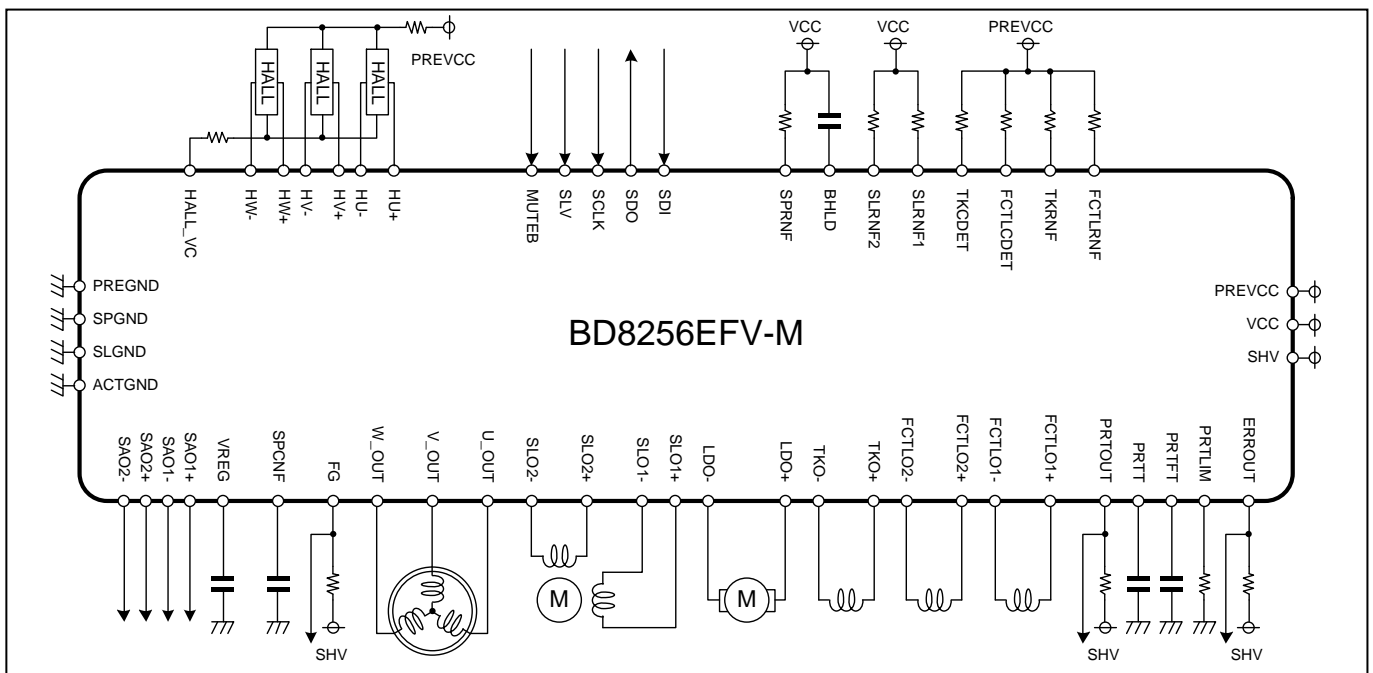 PREVCC
HALL
HALL
HALL
VCC
VCC
PREVCC
HALL_VC
HW-
HW+
HV-
HV+
HU-
HU+
MUTEB
SLV
SCLK
SDO
SDI
SPRNF
BHLD
SLRNF2
SLRNF1
TKCDET
FCTLCDET
TKRNF
FCTLRNF
PREGND
SPGND
SLGND
ACTGND
BD8256EFV-M
PREVCC
VCC
SHV
SAO2-
SAO2+
SAO1-
SAO1+
VREG
SPCNF
FG
W_OUT
V_OUT
U_OUT
SLO2-
SLO2+
SLO1-
SLO1+
LDO-
LDO+
TKO-
TKO+
FCTLO2-
FCTLO2+
FCTLO1-
FCTLO1+
PRTOUT
PRTT
PRTFT
PRTLIM
ERROUT
M
M
SHV
SHV
SHV